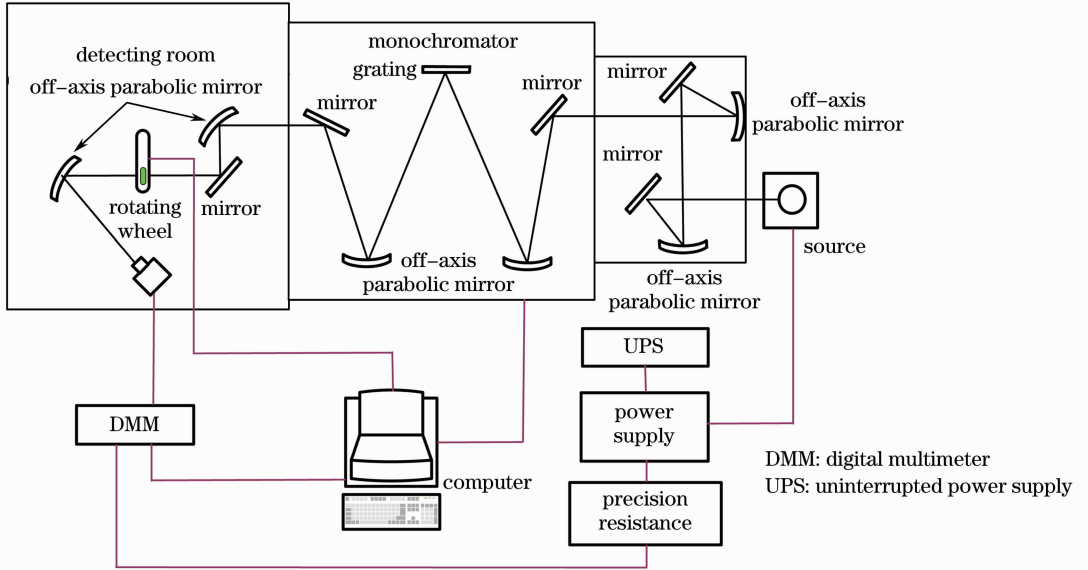 detecting room
off−axis parabolic mirror
rotating
wheel
mirror
monochromator
grating
mirror
mirror
off−axis
parabolic mirror
mirror
off−axis
parabolic mirror
mirror
off−axis
parabolic mirror
source
UPS
power
supply
precision
resistance
DMM
computer
DMM: digital multimeter
UPS: uninterrupted power supply